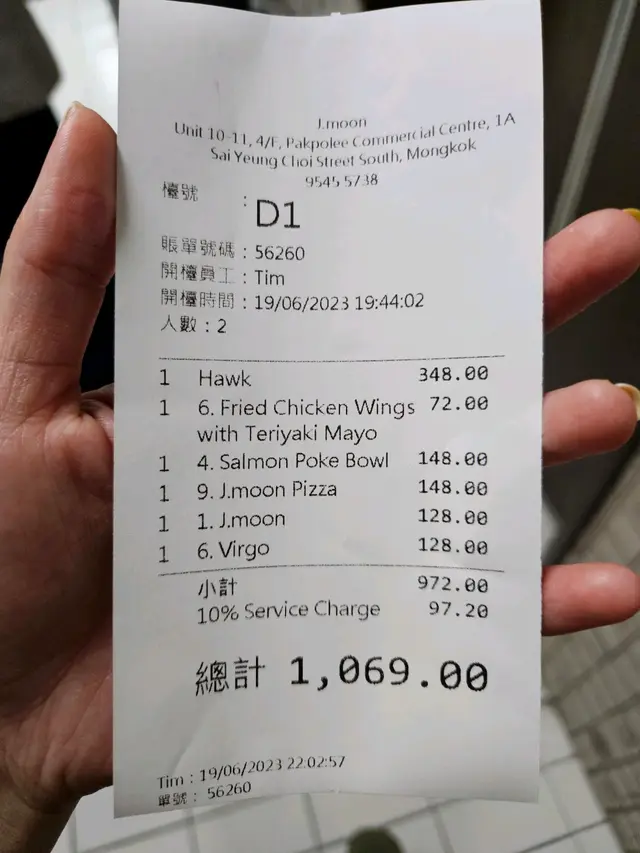 J.moon
Unit 10-11, 4/F, Pakpolee Commercial Centre, 1A
Sai Yeung Choi Street South, Mongkok
9545 5738
檯號 : D1
賬單號碼 : 56260
開檯員工 : Tim
開檯時間 : 19/06/2023 19:44:02
人數 : 2
1 Hawk 348.00
1 6. Fried Chicken Wings 72.00
with Teriyaki Mayo
1 4. Salmon Poke Bowl 148.00
1 9. J.moon Pizza 148.00
1 1. J.moon 128.00
1 6. Virgo 128.00
小計 972.00
10% Service Charge 97.20
總計 1,069.00
Tim : 19/06/2023 22:02:57
單號 : 56260